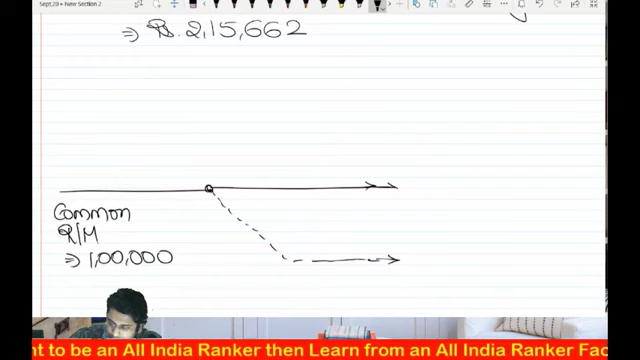 Sept.20 - New Section 2
⇒ Rs. 2,15,662
Common
R/M
⇒ 1,00,000
nt to be an All India Ranker then Learn from an All India Ranker Fac